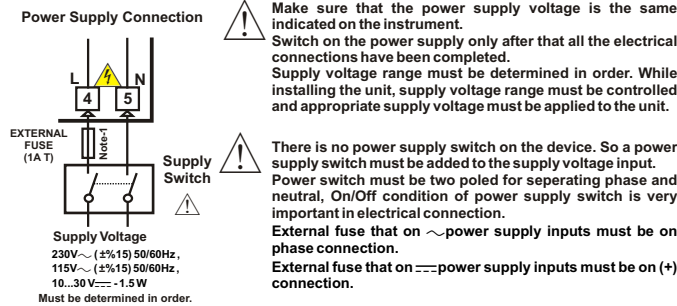 Power Supply Connection
L
N
4
5
EXTERNAL
FUSE
(1A T)
Note-1
Supply
Switch
Supply Voltage
230V～ ( ±%15) 50/60Hz ,
115V～ ( ±%15) 50/60Hz ,
10...30 V⎓ - 1.5 W
Must be determined in order.
Make sure that the power supply voltage is the same
indicated on the instrument.
Switch on the power supply only after that all the electrical
connections have been completed.
Supply voltage range must be determined in order. While
installing the unit, supply voltage range must be controlled
and appropriate supply voltage must be applied to the unit.
There is no power supply switch on the device. So a power
supply switch must be added to the supply voltage input.
Power switch must be two poled for seperating phase and
neutral, On/Off condition of power supply switch is very
important in electrical connection.
External fuse that on ～power supply inputs must be on
phase connection.
External fuse that on ⎓power supply inputs must be on (+)
connection.